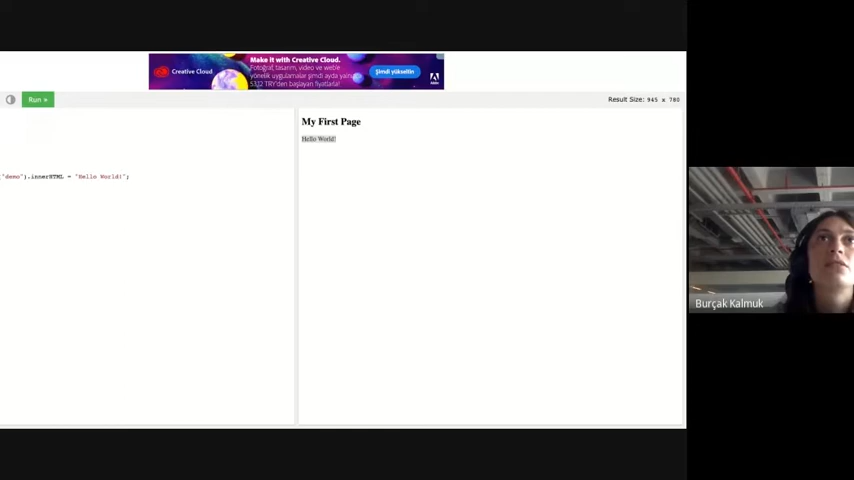 Make it with Creative Cloud.
Creative Cloud
Fotoğraf, tasarım, video ve web'e
yönelik uygulamalar şimdi ayda yalnızca
Şimdi yükseltin
TRY'den başlayan fiyatlarla!
Run »
Result Size: 945 x 780
My First Page
Hello World!
"demo").innerHTML = "Hello World!";
Burçak Kalmuk